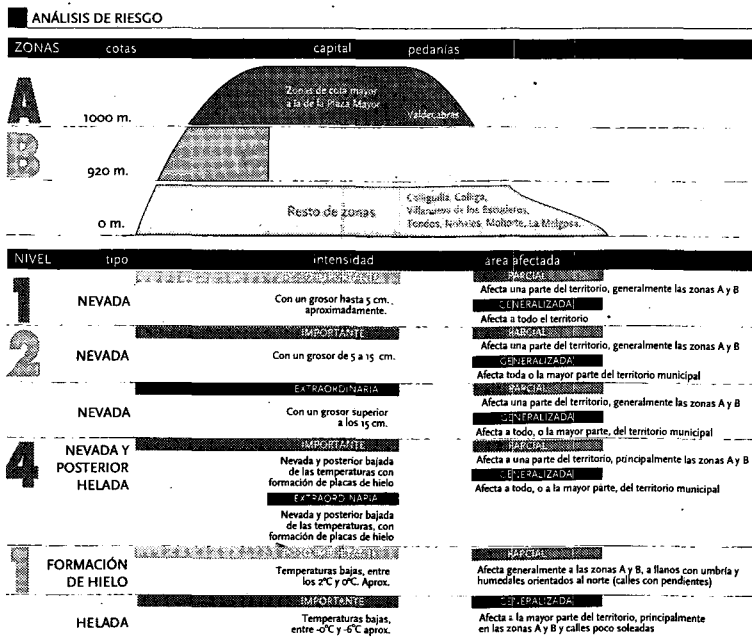 ANÁLISIS DE RIESGO
ZONAS cotas capital pedanías
A
1000 m.
Zonas de cota mayor
a la de la Plaza Mayor
Valdecabras
B
920 m.
0 m.
Resto de zonas
Colliguilla, Colliga,
Villanueva de los Escuderos,
Tondos, Nohales, Mohorte, La Melgosa.
NIVEL tipo intensidad área afectada
1
NEVADA
Con un grosor hasta 5 cm.
aproximadamente.
PARCIAL
Afecta una parte del territorio, generalmente las zonas A y B
GENERALIZADA
Afecta a todo el territorio
2
NEVADA
IMPORTANTE
Con un grosor de 5 a 15 cm.
PARCIAL
Afecta una parte del territorio, generalmente las zonas A y B
GENERALIZADA
Afecta toda o la mayor parte del territorio municipal
NEVADA
EXTRAORDINARIA
Con un grosor superior
a los 15 cm.
PARCIAL
Afecta una parte del territorio, generalmente las zonas A y B
GENERALIZADA
Afecta a todo, o la mayor parte, del territorio municipal
4
NEVADA Y
POSTERIOR
HELADA
IMPORTANTE
Nevada y posterior bajada
de las temperaturas con
formación de placas de hielo
EXTRAORDINARIA
Nevada y posterior bajada
de las temperaturas, con
formación de placas de hielo
PARCIAL
Afecta a una parte del territorio, principalmente las zonas A y B
GENERALIZADA
Afecta a todo, o a la mayor parte, del territorio municipal
1
FORMACIÓN
DE HIELO
Temperaturas bajas, entre
los 2°C y 0°C. Aprox.
PARCIAL
Afecta generalmente a las zonas A y B, a llanos con umbría y
humedales orientados al norte (calles con pendientes)
HELADA
IMPORTANTE
Temperaturas bajas,
entre -0°C y -6°C aprox.
GENERALIZADA
Afecta a la mayor parte del territorio, principalmente
en las zonas A y B y calles poco soleadas